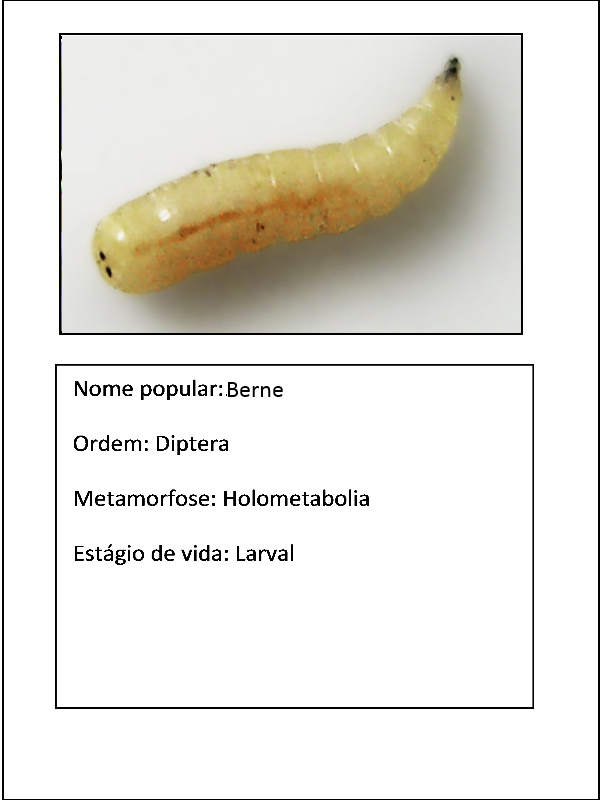 Nome popular: Berne
Ordem: Diptera
Metamorfose: Holometabolia
Estágio de vida: Larval